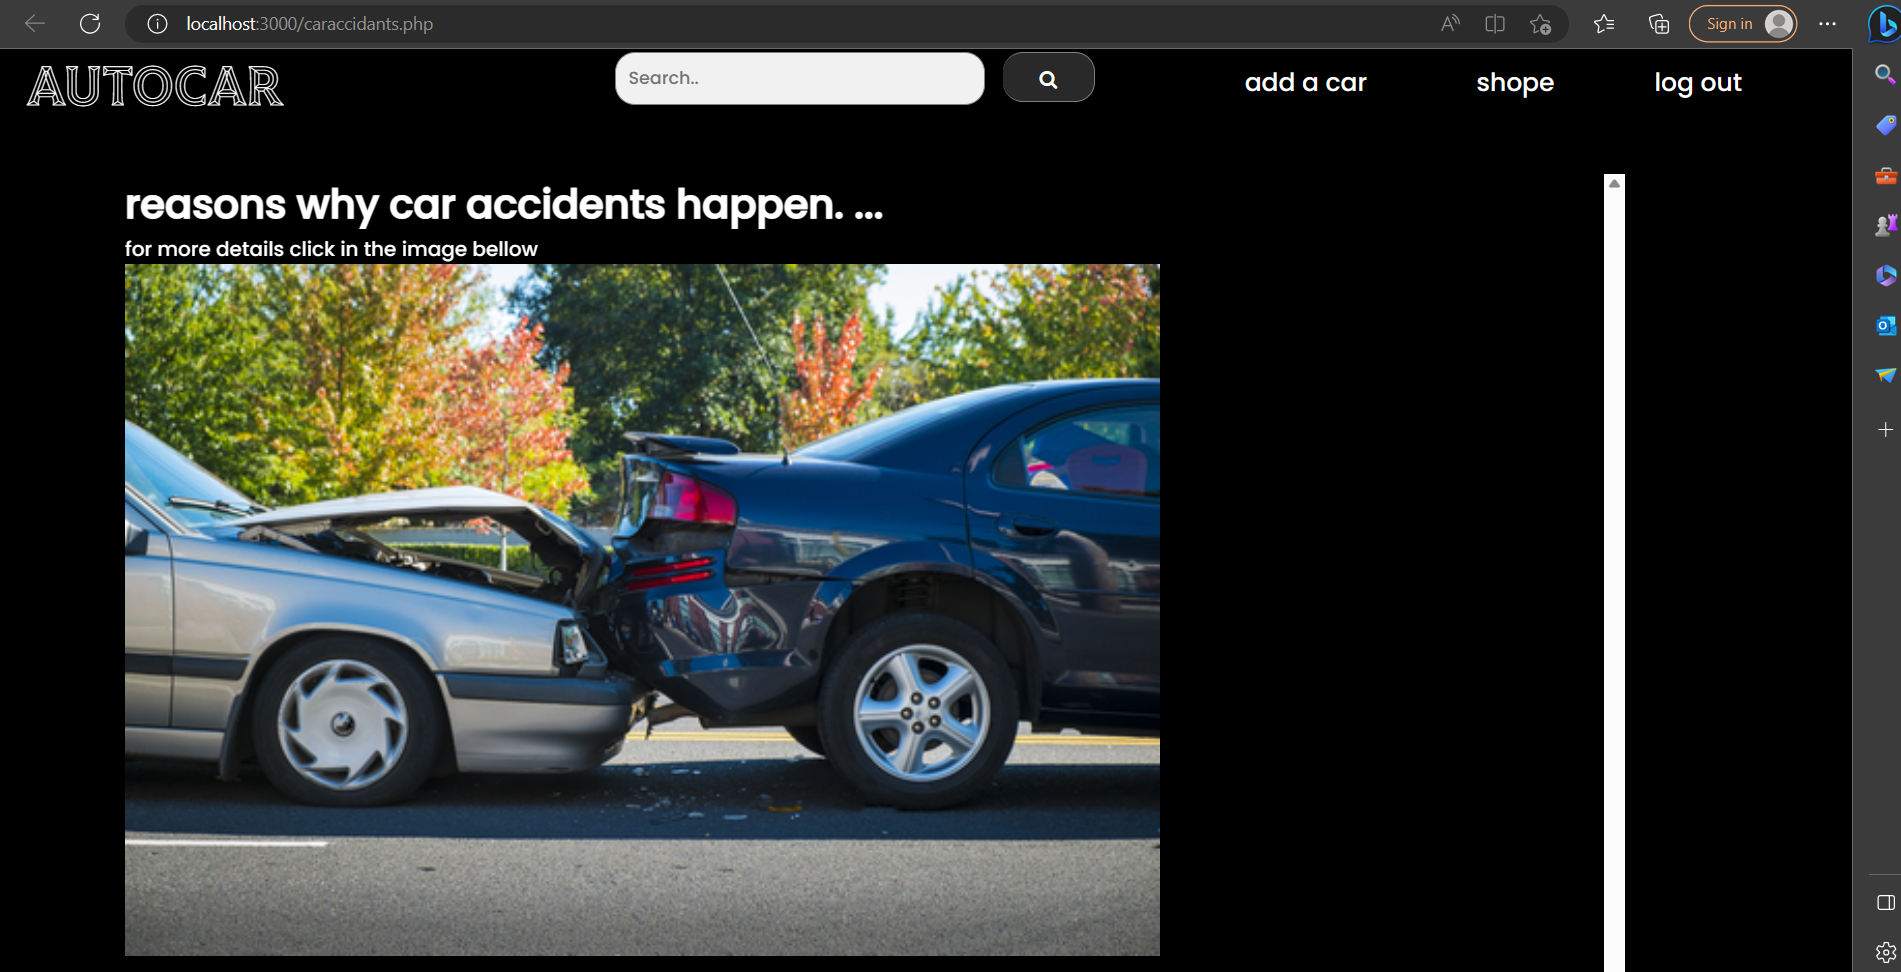 localhost:3000/caraccidants.php
Sign in
AUTOCAR
Search..
add a car
shope
log out
reasons why car accidents happen. ...
for more details click in the image bellow